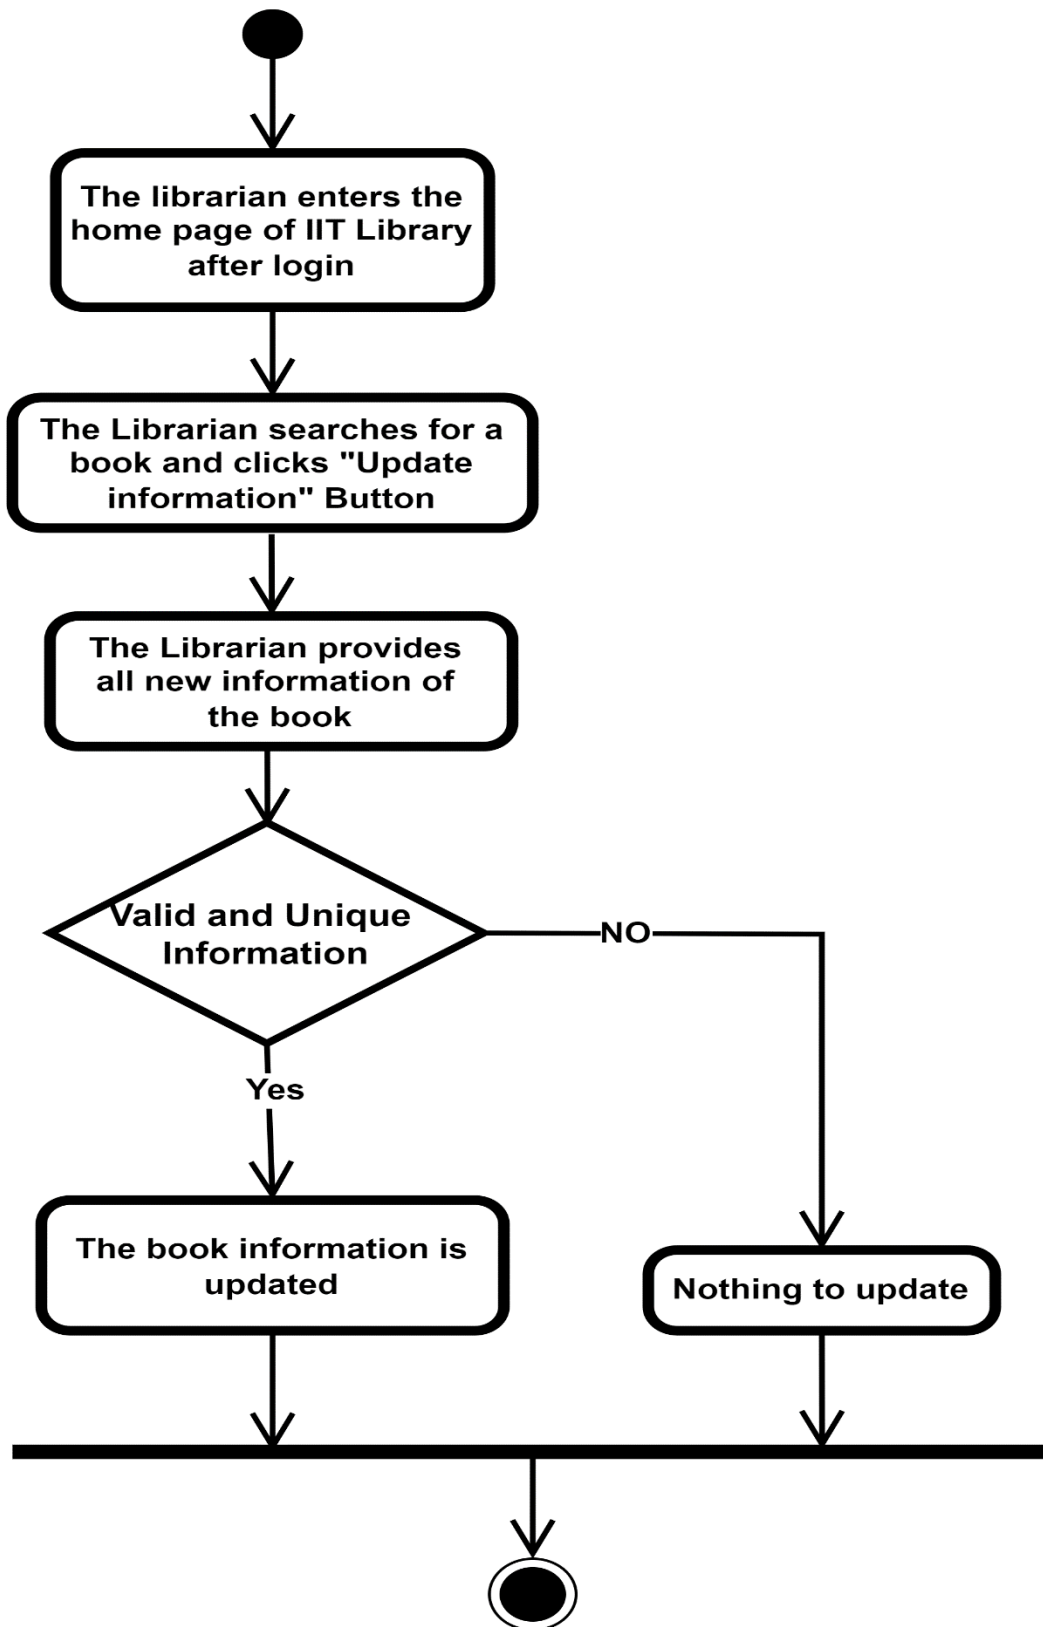 The librarian enters the
home page of IIT Library
after login
The Librarian searches for a
book and clicks "Update
information" Button
The Librarian provides
all new information of
the book
Valid and Unique
Information
NO
Yes
The book information is
updated
Nothing to update